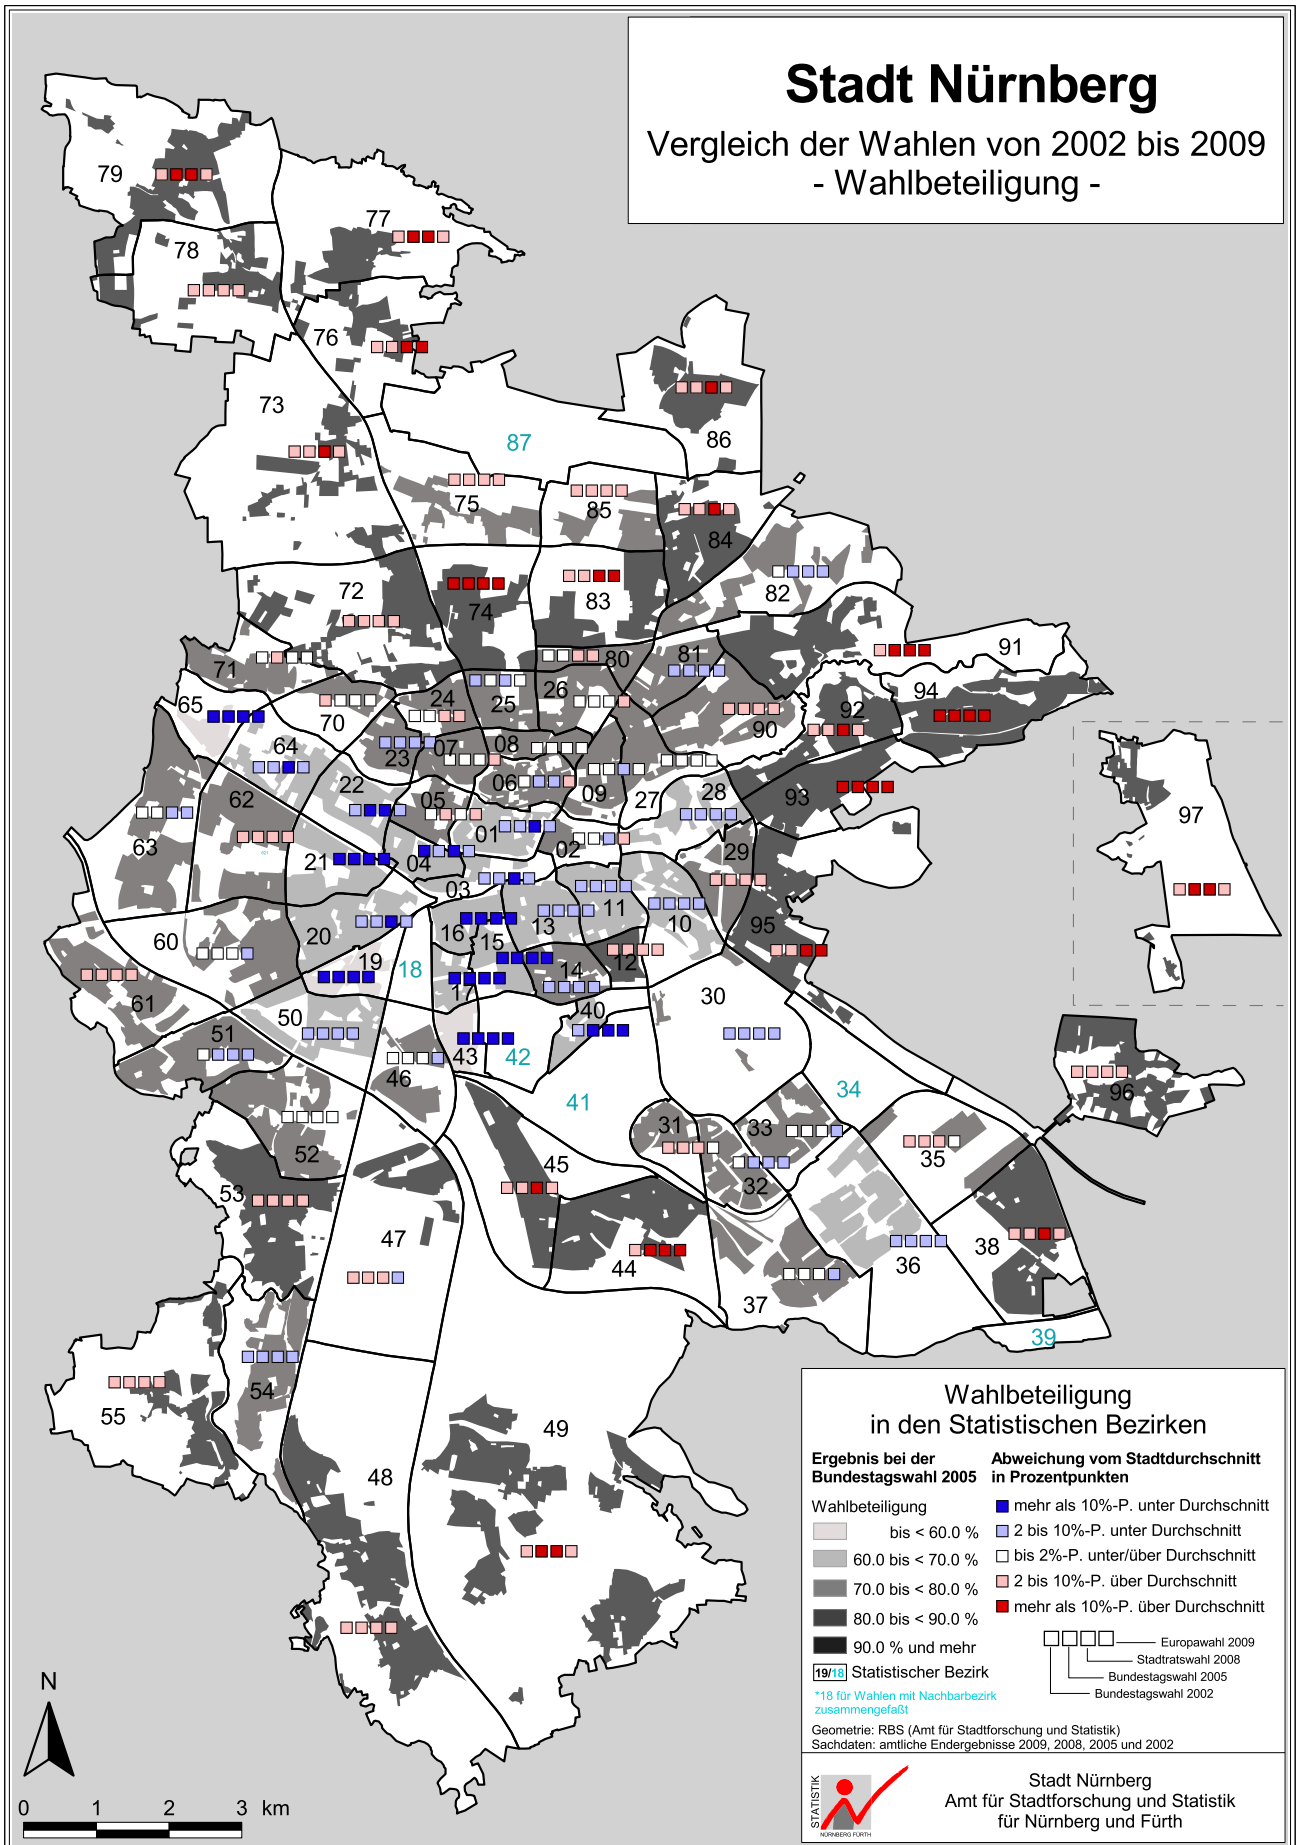 Stadt Nürnberg
Vergleich der Wahlen von 2002 bis 2009
- Wahlbeteiligung -
79
77
78
76
73
87
86
75
85
84
72
74
83
82
71
80
81
91
65
70
24
25
26
94
92
90
64
23
07
08
22
06
09
27
28
93
97
62
05
63
01
02
29
21
04
03
11
10
95
60
20
16
13
15
12
19
18
14
17
61
30
50
40
51
43
42
46
34
96
41
31
33
52
35
45
32
53
47
38
44
36
37
39
54
55
49
48
Wahlbeteiligung
in den Statistischen Bezirken
Ergebnis bei der
Bundestagswahl 2005
Abweichung vom Stadtdurchschnitt
in Prozentpunkten
Wahlbeteiligung
bis < 60.0 %
60.0 bis < 70.0 %
70.0 bis < 80.0 %
80.0 bis < 90.0 %
90.0 % und mehr
19/18 Statistischer Bezirk
*18 für Wahlen mit Nachbarbezirk
zusammengefaßt
mehr als 10%-P. unter Durchschnitt
2 bis 10%-P. unter Durchschnitt
bis 2%-P. unter/über Durchschnitt
2 bis 10%-P. über Durchschnitt
mehr als 10%-P. über Durchschnitt
Europawahl 2009
Stadtratswahl 2008
Bundestagswahl 2005
Bundestagswahl 2002
Geometrie: RBS (Amt für Stadtforschung und Statistik)
Sachdaten: amtliche Endergebnisse 2009, 2008, 2005 und 2002
STATISTIK
NÜRNBERG FÜRTH
Stadt Nürnberg
Amt für Stadtforschung und Statistik
für Nürnberg und Fürth
N
0 1 2 3 km